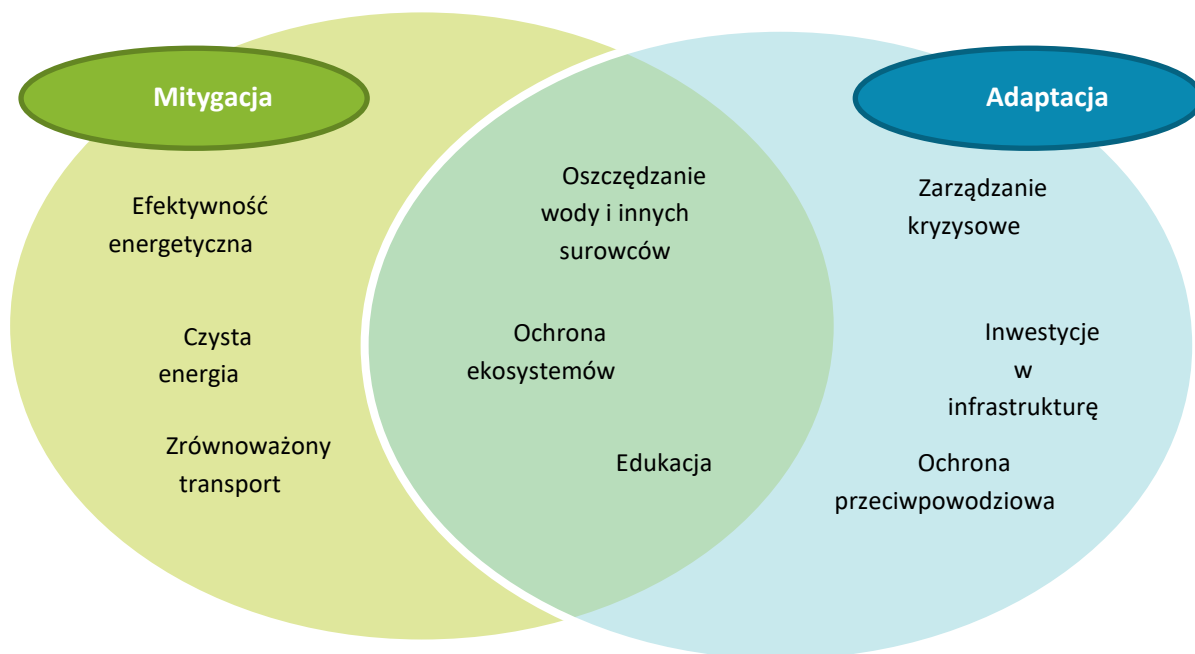 Mitygacja
Efektywność
energetyczna
Czysta
energia
Zrównoważony
transport
Oszczędzanie
wody i innych
surowców
Ochrona
ekosystemów
Edukacja
Adaptacja
Zarządzanie
kryzysowe
Inwestycje
w
infrastrukturę
Ochrona
przeciwpowodziowa